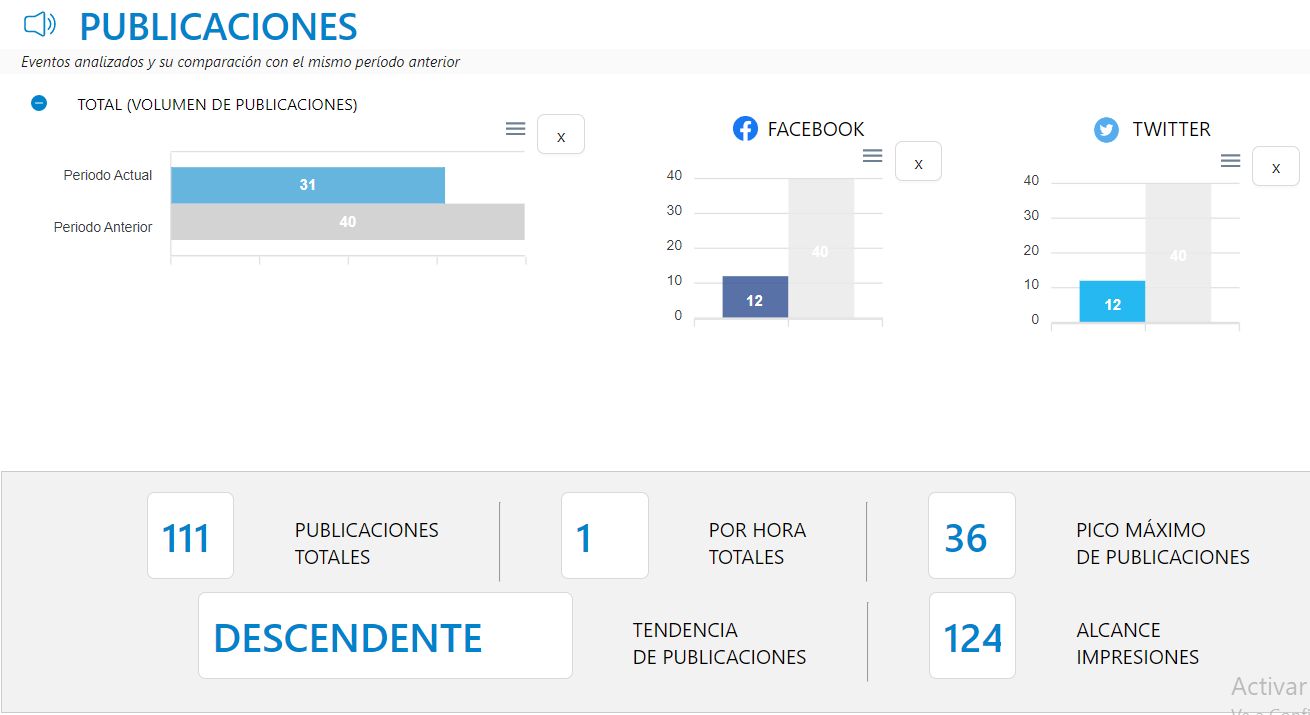 PUBLICACIONES
Eventos analizados y su comparación con el mismo período anterior
TOTAL (VOLUMEN DE PUBLICACIONES)
x
Periodo Actual
31
Periodo Anterior
40
FACEBOOK
x
40
30
20
10
0
40
12
TWITTER
x
40
30
20
10
0
40
12
111
PUBLICACIONES
TOTALES
1
POR HORA
TOTALES
36
PICO MÁXIMO
DE PUBLICACIONES
DESCENDENTE
TENDENCIA
DE PUBLICACIONES
124
ALCANCE
IMPRESIONES
Activar